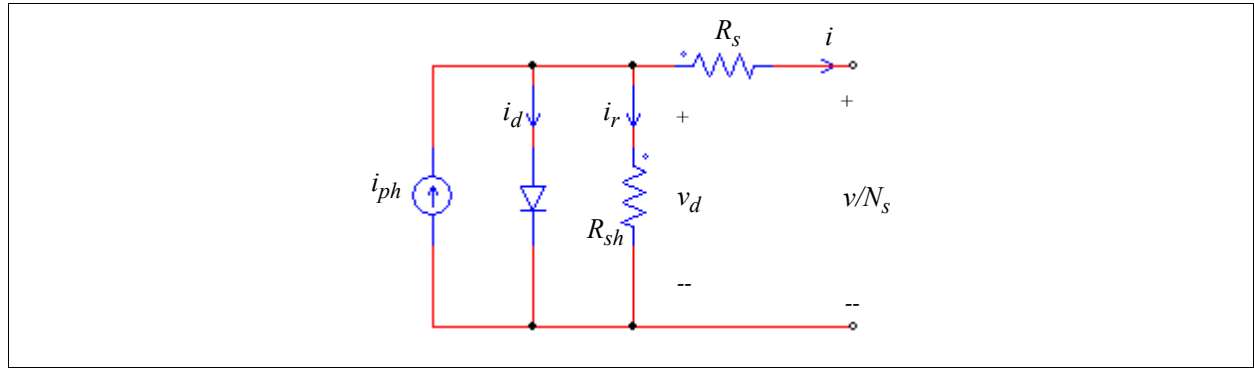 R_s
i
+
i_d
i_r
+
i_ph
v_d
v/N_s
R_sh
--
--